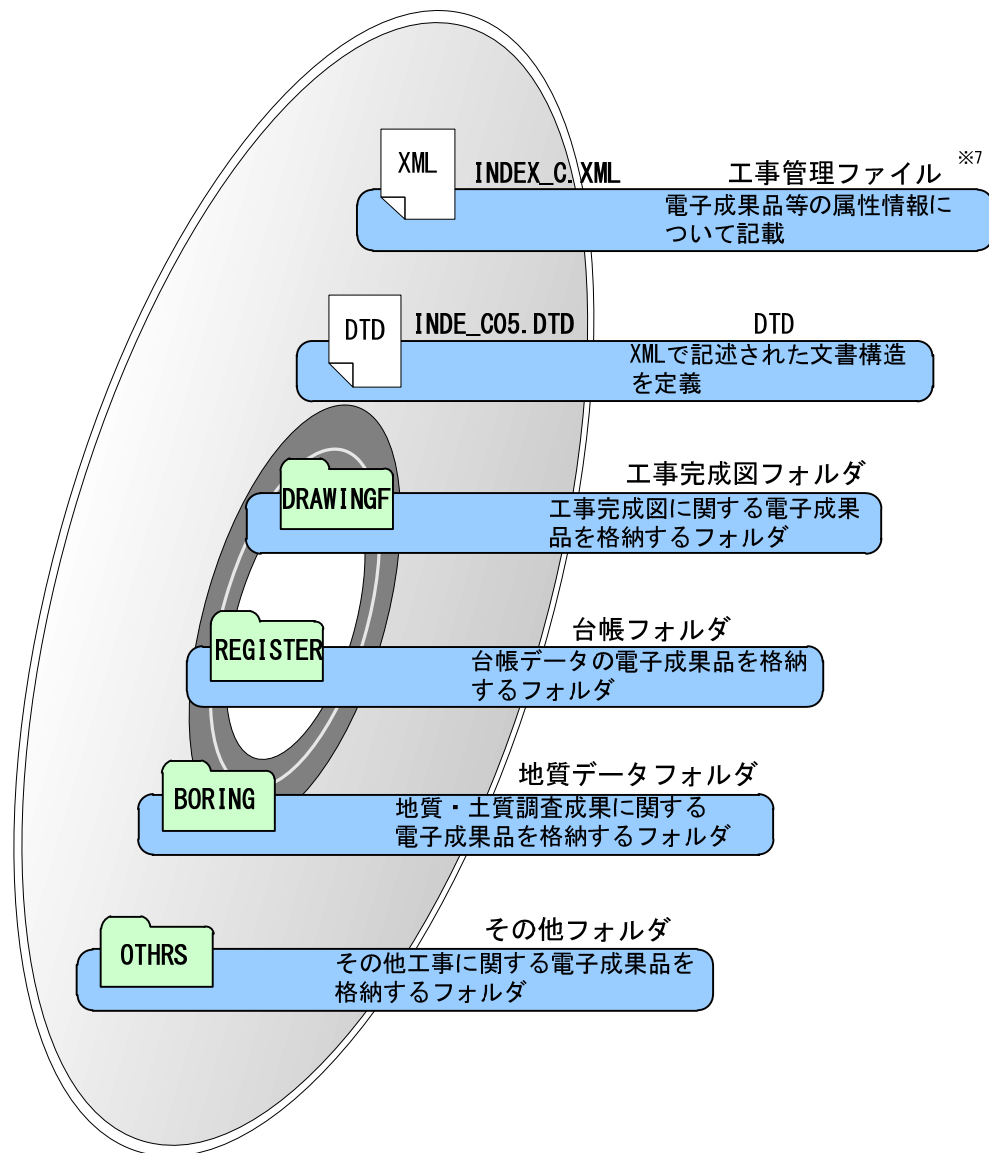 XML
INDEX_C.XML 工事管理ファイル ※7
電子成果品等の属性情報に
ついて記載
DTD
INDE_C05.DTD DTD
XMLで記述された文書構造
を定義
工事完成図フォルダ
DRAWINGF
工事完成図に関する電子成果
品を格納するフォルダ
台帳フォルダ
REGISTER
台帳データの電子成果品を格納
するフォルダ
地質データフォルダ
BORING
地質・土質調査成果に関する
電子成果品を格納するフォルダ
その他フォルダ
OTHRS
その他工事に関する電子成果品を
格納するフォルダ